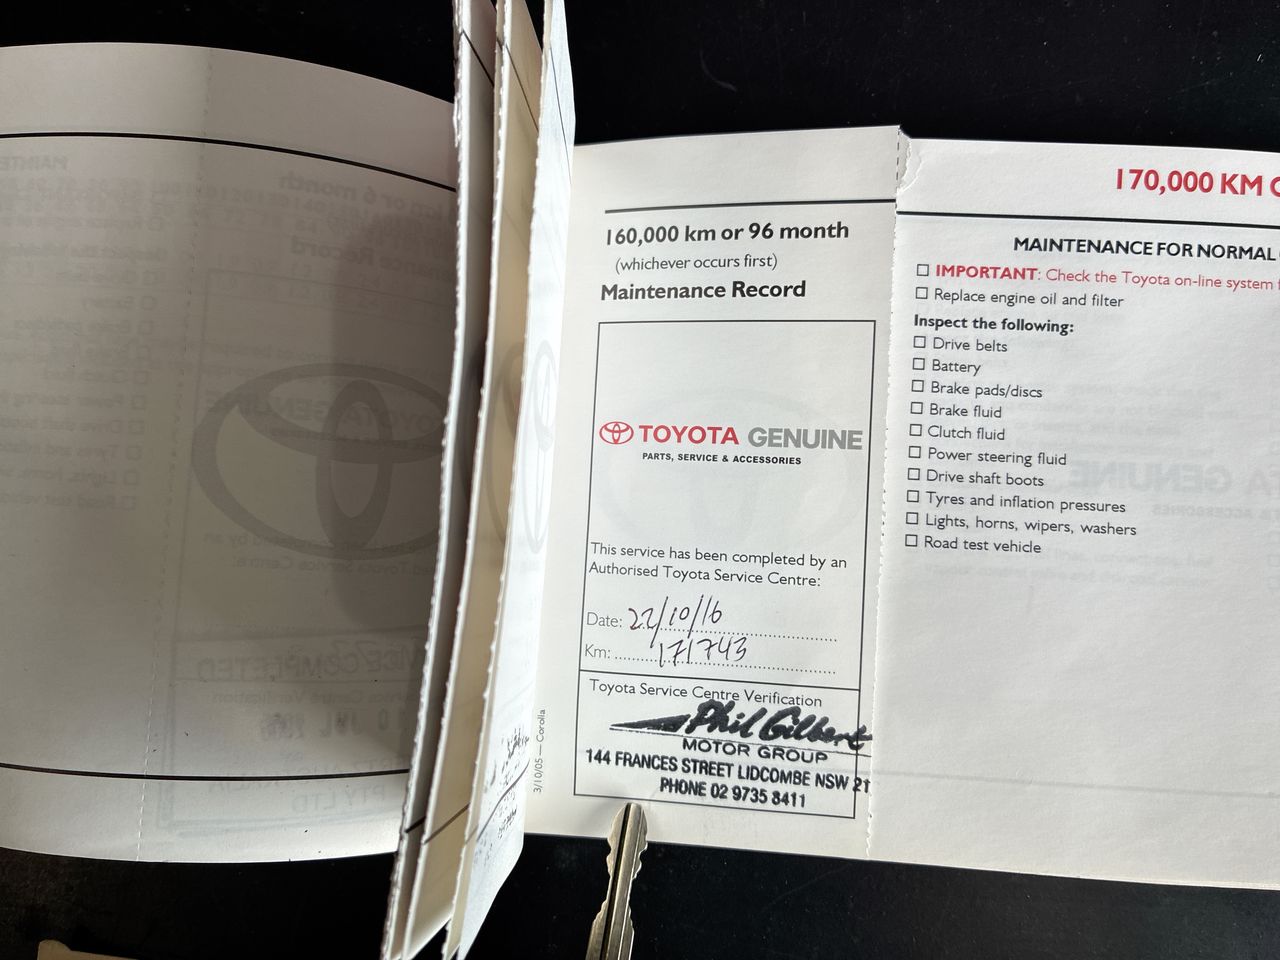 160,000 km or 96 month
(whichever occurs first)
Maintenance Record
TOYOTA GENUINE
PARTS, SERVICE & ACCESSORIES
This service has been completed by an
Authorised Toyota Service Centre:
Date: 22/10/16
Km: 171743
Toyota Service Centre Verification
Phil Gilbert
MOTOR GROUP
144 FRANCES STREET LIDCOMBE NSW 21
PHONE 02 9735 8411
3/10/05 — Corolla
170,000 KM
MAINTENANCE FOR NORMAL
IMPORTANT: Check the Toyota on-line system
Replace engine oil and filter
Inspect the following:
Drive belts
Battery
Brake pads/discs
Brake fluid
Clutch fluid
Power steering fluid
Drive shaft boots
Tyres and inflation pressures
Lights, horns, wipers, washers
Road test vehicle